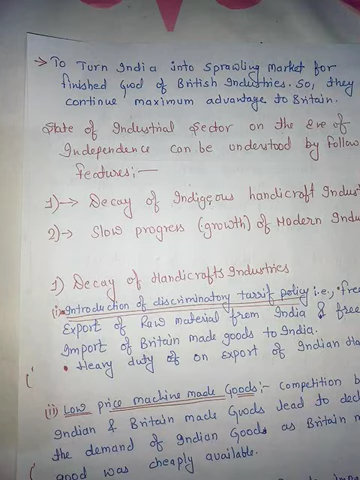 → To Turn India into Sprawling market for
finished Good of British Industries. So, they
continue maximum advantage to Britain.
State of Industrial Sector on the eve of
Independence can be understood by follow
features:—
1)→ Decay of Indigeous handicraft Indust
2)→ Slow progress (growth) of Modern Indu
1) Decay of Handicrafts Industries
(i) • Introduction of discriminatory tarrif policy i.e., • free
Export of Raw material from India & free
Import of Britain made goods to India.
• Heavy duty of on export of Indian Ha
(ii) Low price machine made Goods:- competition b
Indian & Britain made Goods lead to decl
the demand of Indian Goods as Britain m
good was cheaply available.